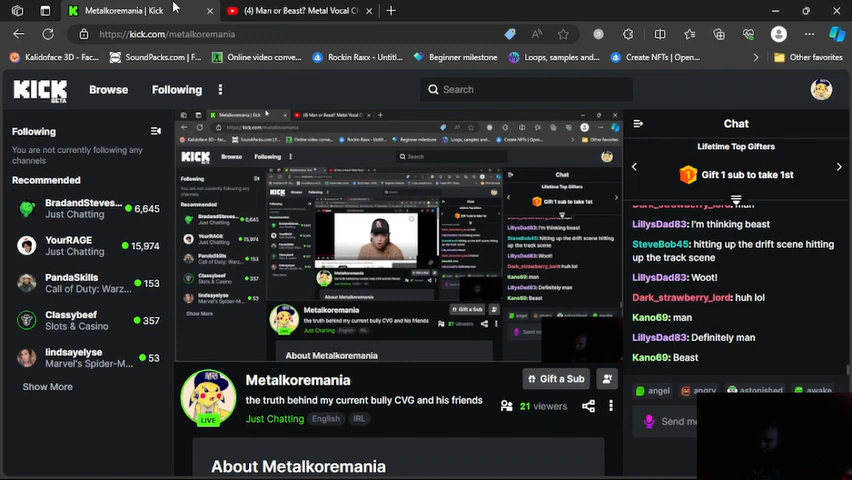 Metalkoremania | Kick
(4) Man or Beast? Metal Vocal Ch
https://kick.com/metalkoremania
Kalidoface 3D - Fac...
SoundPacks.com | F...
Online video conve...
Rockin Raxx - Untitl...
Beginner milestone
Loops, samples and...
Create NFTs | Open...
Other favorites
KICK
BETA
Browse
Following
Search
Following
You are not currently following any
channels
Recommended
BradandSteves...
Just Chatting
6,645
YourRAGE
Just Chatting
15,974
PandaSkills
Call of Duty: Warz...
153
Classybeef
Slots & Casino
357
lindsayelyse
Marvel's Spider-M...
53
Show More
Metalkoremania
the truth behind my current bully CVG and his friends
Just Chatting
English
IRL
LIVE
Gift a Sub
21 viewers
About Metalkoremania
Chat
Lifetime Top Gifters
Gift 1 sub to take 1st
Dark_strawberry_lord: man
LillysDad83: I'm thinking beast
SteveBob45: hitting up the drift scene hitting
up the track scene
LillysDad83: Woot!
Dark_strawberry_lord: huh lol
Kano69: man
LillysDad83: Definitely man
Kano69: Beast
angel
angry
astonished
awake
Send me